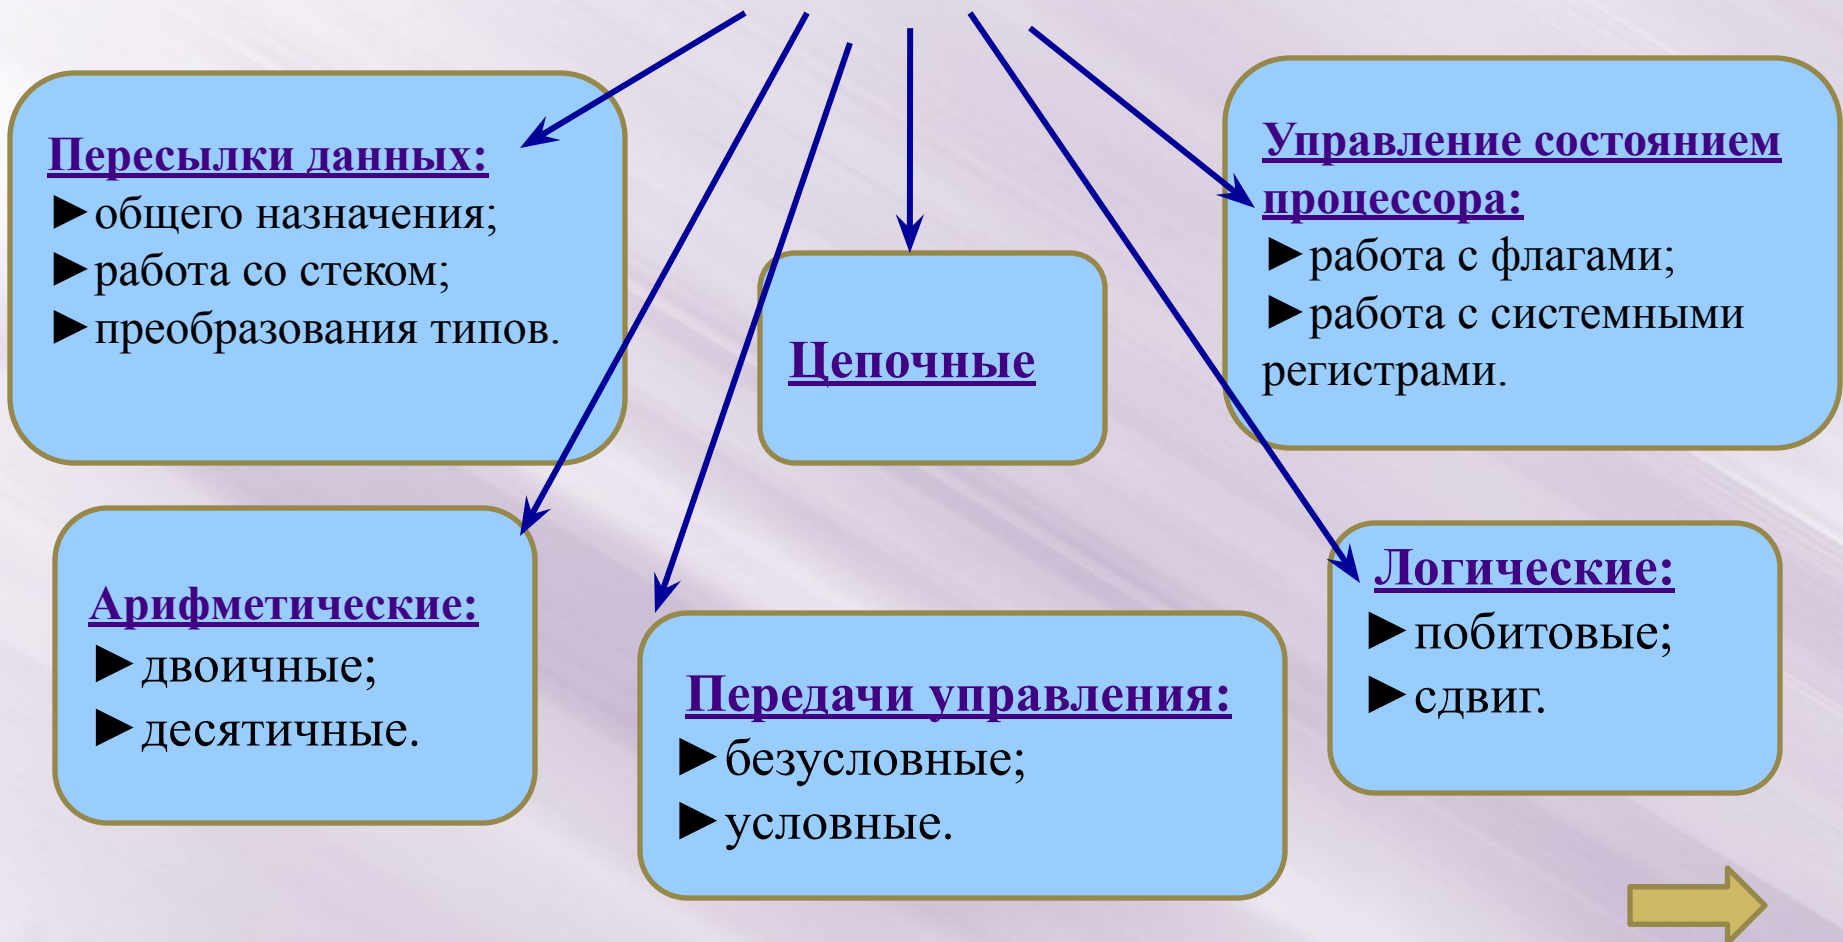 Пересылки данных:
►общего назначения;
►работа со стеком;
►преобразования типов.
Цепочные
Управление состоянием
процессора:
►работа с флагами;
►работа с системными
регистрами.
Арифметические:
►двоичные;
►десятичные.
Передачи управления:
►безусловные;
►условные.
Логические:
►побитовые;
►сдвиг.